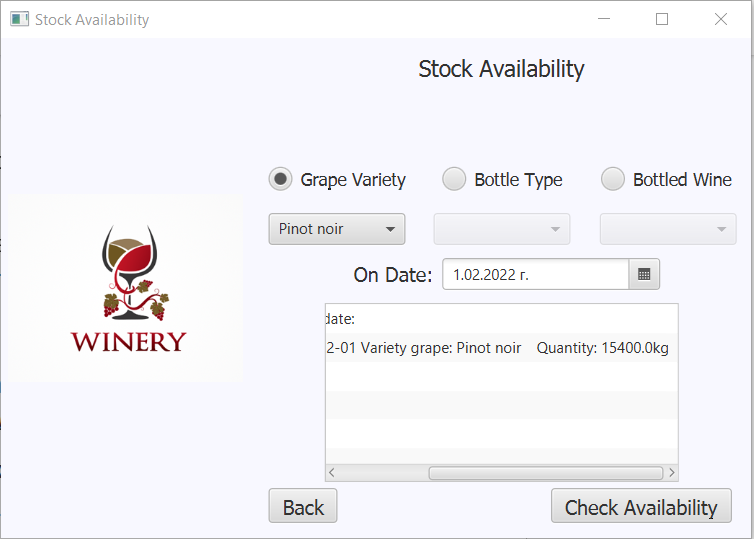 Stock Availability
Stock Availability
Grape Variety Bottle Type Bottled Wine
Pinot noir
On Date: 1.02.2022 г.
date:
2-01 Variety grape: Pinot noir Quantity: 15400.0kg
WINERY
Back Check Availability